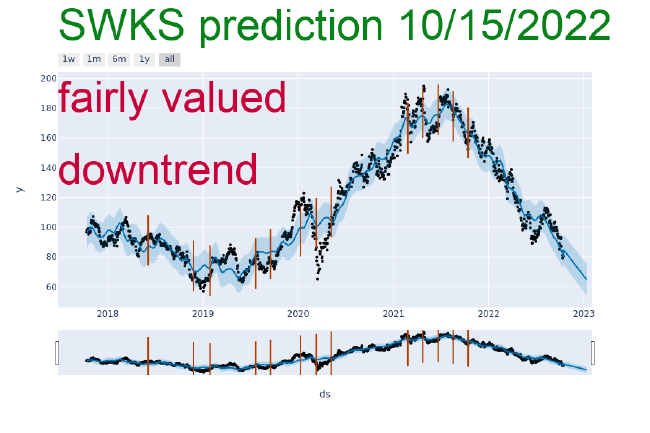 SWKS prediction 10/15/2022
1w 1m 6m 1y all
fairly valued
downtrend
y
200
180
160
140
120
100
80
60
2018 2019 2020 2021 2022 2023
ds